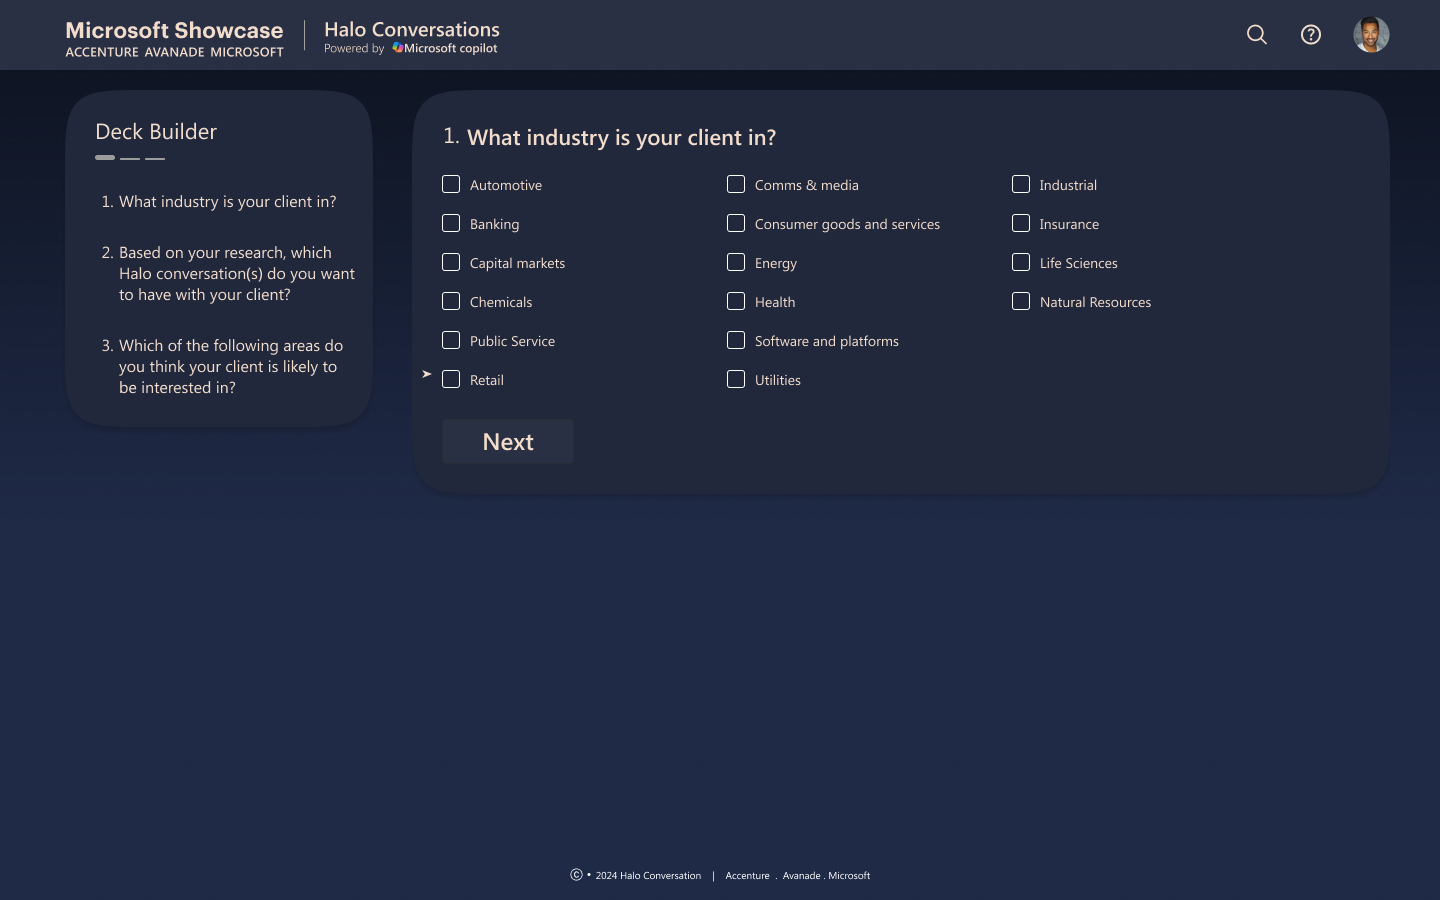 Microsoft Showcase
ACCENTURE AVANADE MICROSOFT
Halo Conversations
Powered by Microsoft copilot
Deck Builder
1. What industry is your client in?
2. Based on your research, which
Halo conversation(s) do you want
to have with your client?
3. Which of the following areas do
you think your client is likely to
be interested in?
1. What industry is your client in?
Automotive
Banking
Capital markets
Chemicals
Public Service
Retail
Comms & media
Consumer goods and services
Energy
Health
Software and platforms
Utilities
Industrial
Insurance
Life Sciences
Natural Resources
Next
© • 2024 Halo Conversation | Accenture . Avanade . Microsoft